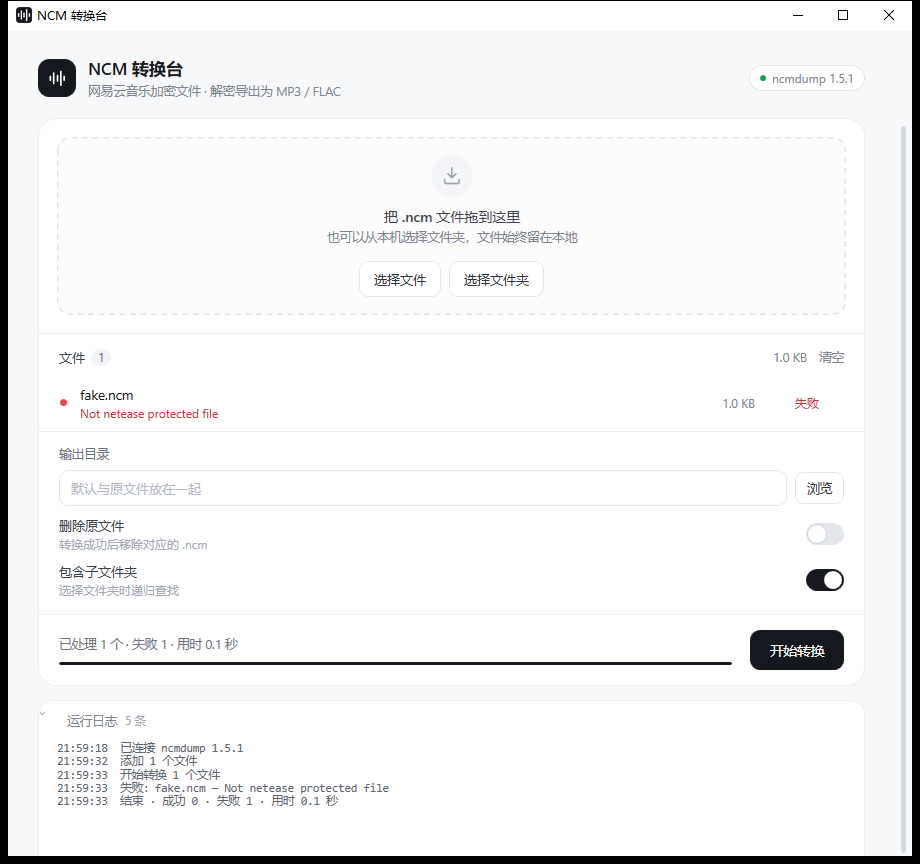 NCM 转换台
NCM 转换台
网易云音乐加密文件 · 解密导出为 MP3 / FLAC
ncmdump 1.5.1
把 .ncm 文件拖到这里
也可以从本机选择文件夹，文件始终留在本地
选择文件
选择文件夹
文件 1
1.0 KB 清空
fake.ncm
Not netease protected file
1.0 KB 失败
输出目录
默认与原文件放在一起
浏览
删除原文件
转换成功后移除对应的 .ncm
包含子文件夹
选择文件夹时递归查找
已处理 1 个 · 失败 1 · 用时 0.1 秒
开始转换
运行日志 5 条
21:59:18 已连接 ncmdump 1.5.1
21:59:32 添加 1 个文件
21:59:33 开始转换 1 个文件
21:59:33 失败: fake.ncm — Not netease protected file
21:59:33 结束 · 成功 0 · 失败 1 · 用时 0.1 秒